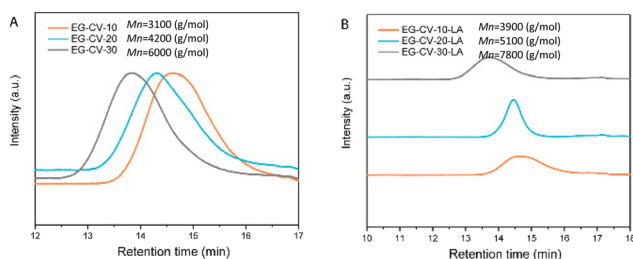 A
EG-CV-10 Mn=3100 (g/mol)
EG-CV-20 Mn=4200 (g/mol)
EG-CV-30 Mn=6000 (g/mol)
Intensity (a.u.)
12 13 14 15 16 17
Retention time (min)
B
EG-CV-10-LA Mn=3900 (g/mol)
EG-CV-20-LA Mn=5100 (g/mol)
EG-CV-30-LA Mn=7800 (g/mol)
Intensity (a.u.)
10 11 12 13 14 15 16 17 18
Retention time (min)